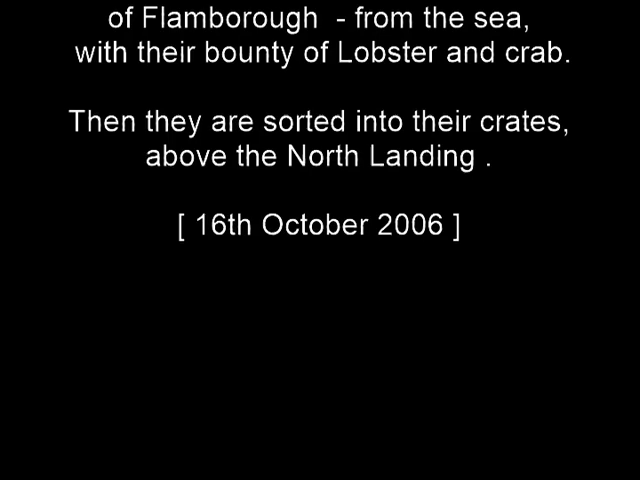 of Flamborough  - from the sea,
with their bounty of Lobster and crab.
Then they are sorted into their crates,
above the North Landing .
[ 16th October 2006 ]